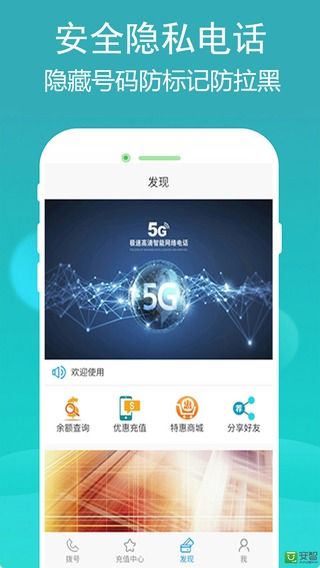 安全隐私电话
隐藏号码防标记防拉黑
发现
5G
极速高清智能网络电话
5G
欢迎使用
余额查询 优惠充值 特惠商城 分享好友
拨号 充值中心 发现 我的
安智